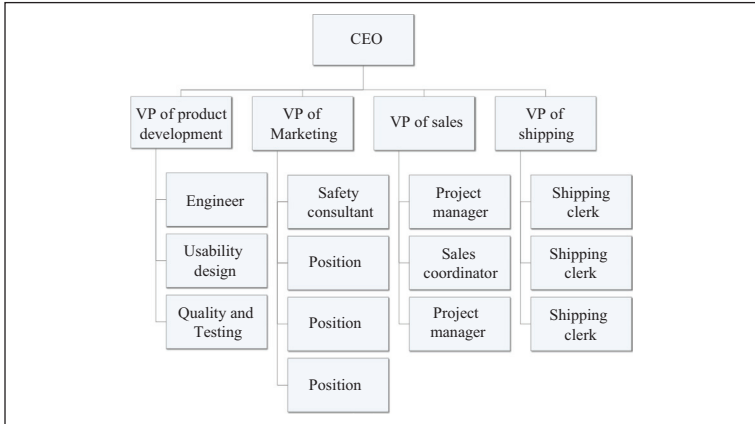 CEO
VP of product
development
VP of
Marketing
VP of sales
VP of
shipping
Engineer
Usability
design
Quality and
Testing
Safety
consultant
Position
Position
Position
Project
manager
Sales
coordinator
Project
manager
Shipping
clerk
Shipping
clerk
Shipping
clerk